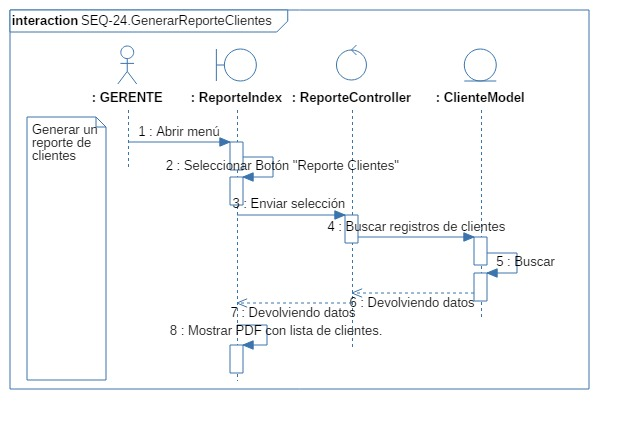 interaction SEQ-24.GenerarReporteClientes
: GERENTE
: ReporteIndex
: ReporteController
: ClienteModel
Generar un
reporte de
clientes
1 : Abrir menú
2 : Seleccionar Botón "Reporte Clientes"
3 : Enviar selección
4 : Buscar registros de clientes
5 : Buscar
6 : Devolviendo datos
7 : Devolviendo datos
8 : Mostrar PDF con lista de clientes.